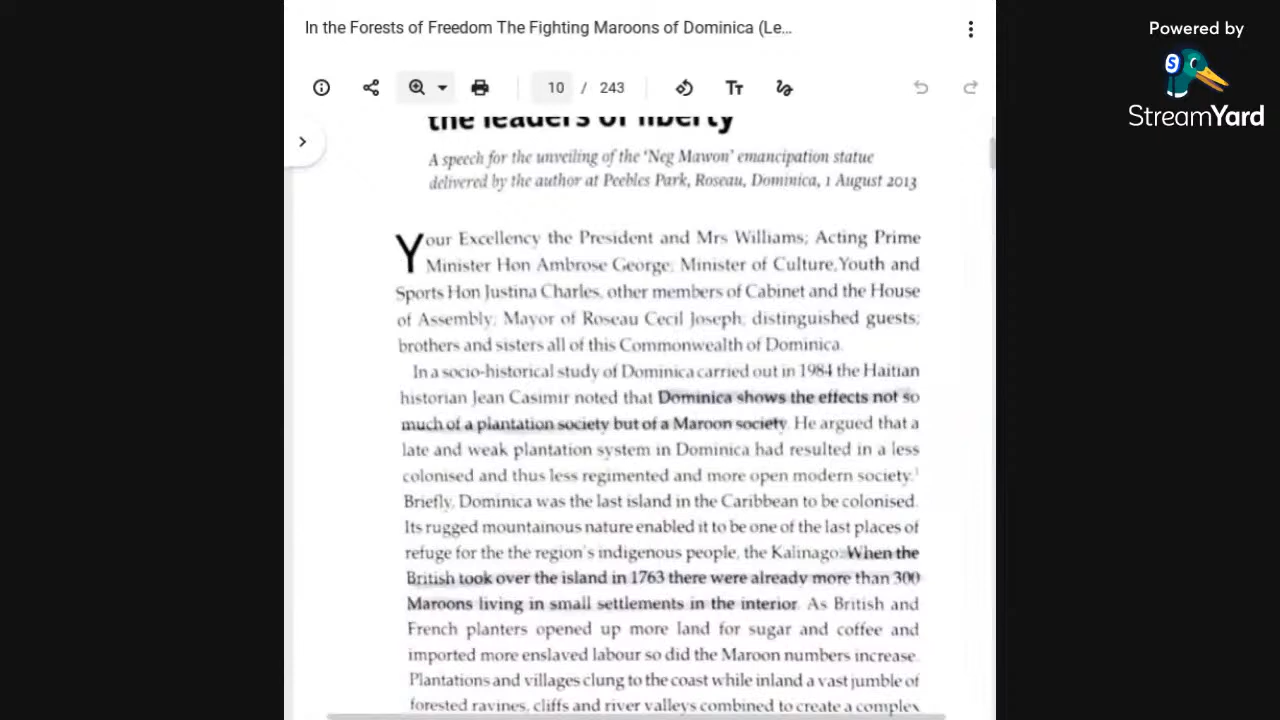 In the Forests of Freedom The Fighting Maroons of Dominica (Le...
Powered by
S
StreamYard
10 / 243
the leaders of liberty
A speech for the unveiling of the 'Neg Mawon' emancipation statue
delivered by the author at Peebles Park, Roseau, Dominica, 1 August 2013
Your Excellency the President and Mrs Williams; Acting Prime
Minister Hon Ambrose George; Minister of Culture, Youth and
Sports Hon Justina Charles, other members of Cabinet and the House
of Assembly; Mayor of Roseau Cecil Joseph; distinguished guests;
brothers and sisters all of this Commonwealth of Dominica.
In a socio-historical study of Dominica carried out in 1984 the Haitian
historian Jean Casimir noted that Dominica shows the effects not so
much of a plantation society but of a Maroon society. He argued that a
late and weak plantation system in Dominica had resulted in a less
colonised and thus less regimented and more open modern society.¹
Briefly, Dominica was the last island in the Caribbean to be colonised.
Its rugged mountainous nature enabled it to be one of the last places of
refuge for the the region's indigenous people, the Kalinago. When the
British took over the island in 1763 there were already more than 300
Maroons living in small settlements in the interior. As British and
French planters opened up more land for sugar and coffee and
imported more enslaved labour so did the Maroon numbers increase.
Plantations and villages clung to the coast while inland a vast jumble of
forested ravines, cliffs and river valleys combined to create a complex